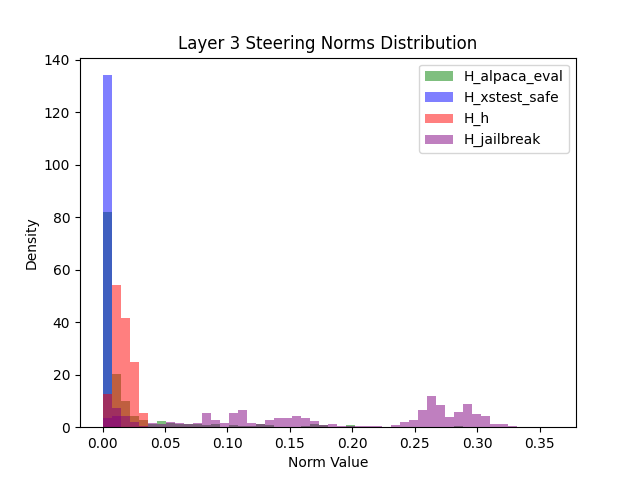 Layer 3 Steering Norms Distribution
H_alpaca_eval
H_xstest_safe
H_h
H_jailbreak
Density
140
120
100
80
60
40
20
0
0.00 0.05 0.10 0.15 0.20 0.25 0.30 0.35
Norm Value